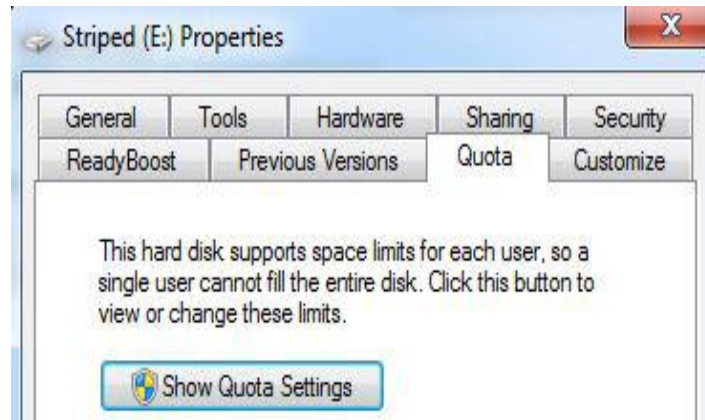 Striped (E:) Properties
General Tools Hardware Sharing Security
ReadyBoost Previous Versions Quota Customize
This hard disk supports space limits for each user, so a
single user cannot fill the entire disk. Click this button to
view or change these limits.
Show Quota Settings